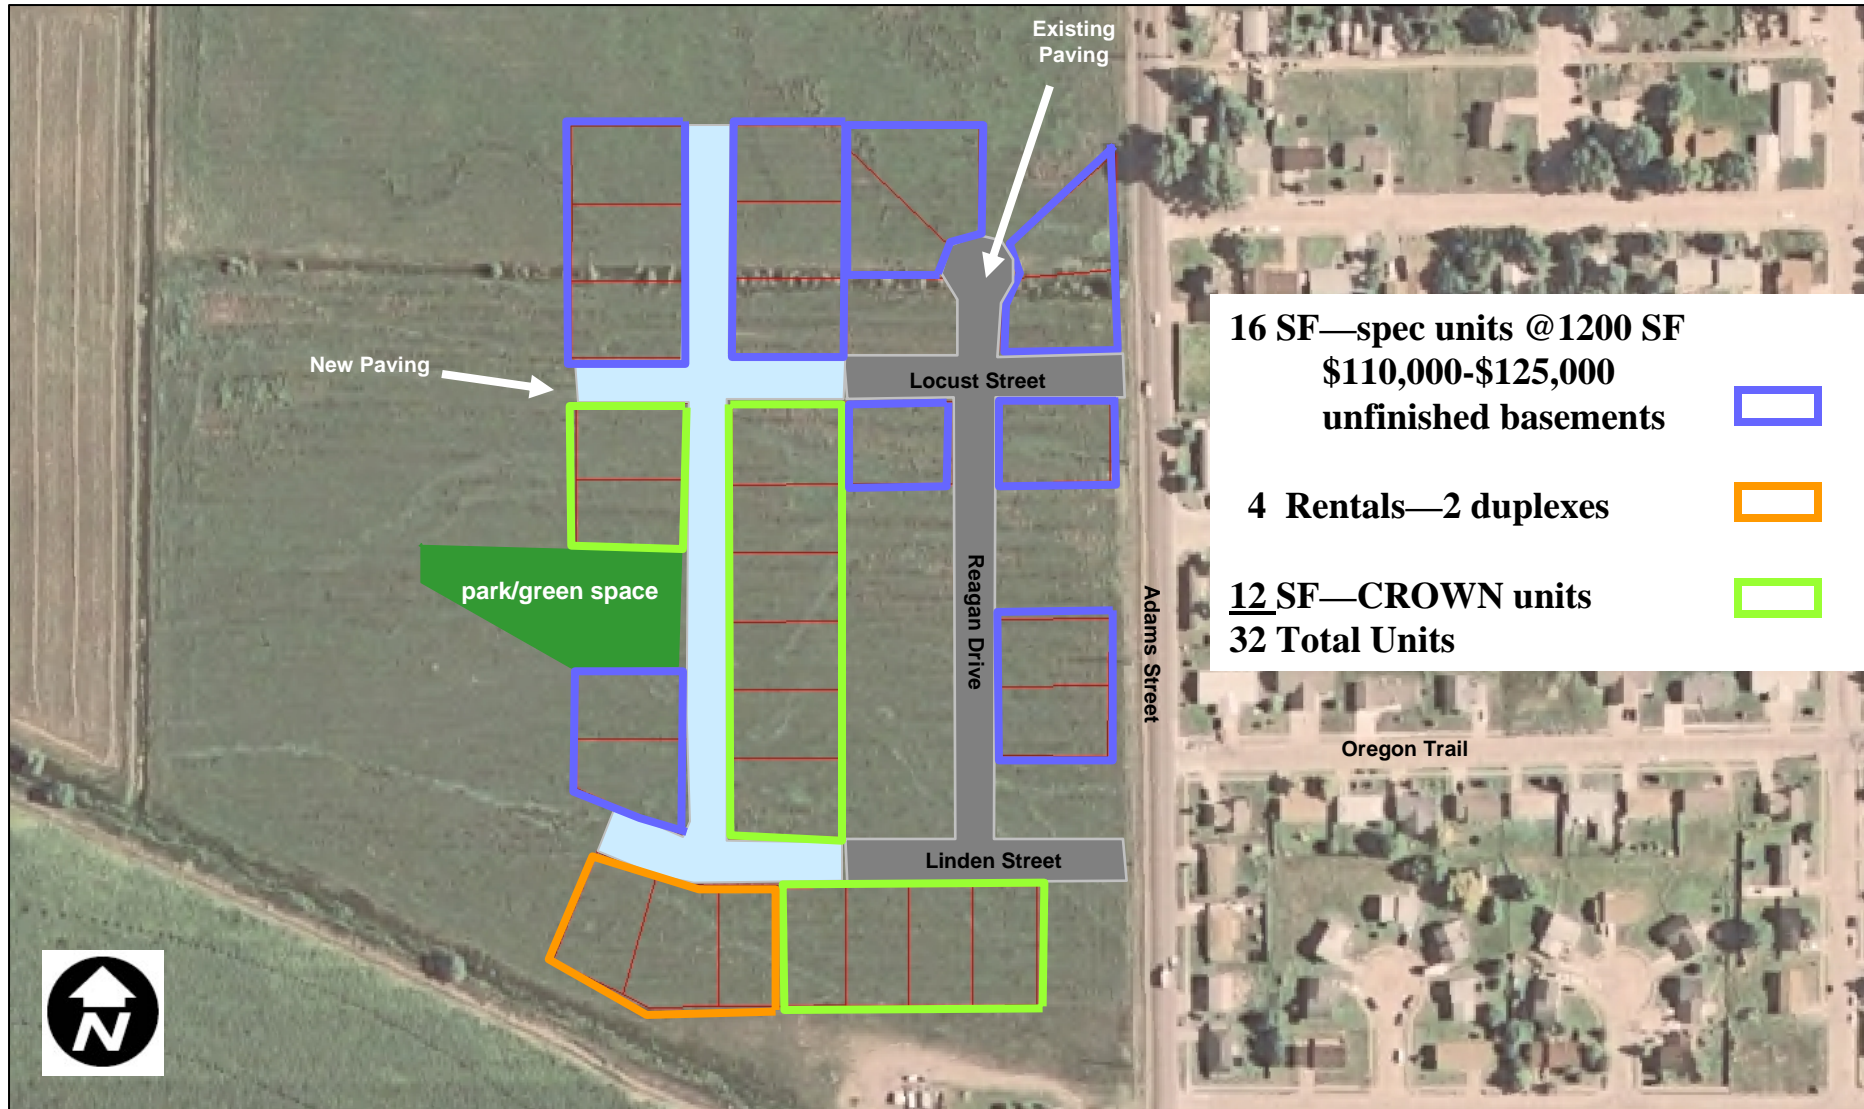 Existing
Paving
New Paving
Locust Street
16 SF—spec units @1200 SF
$110,000-$125,000
unfinished basements
4 Rentals—2 duplexes
12 SF—CROWN units
32 Total Units
park/green space
Reagan Drive
Adams Street
Oregon Trail
Linden Street
N